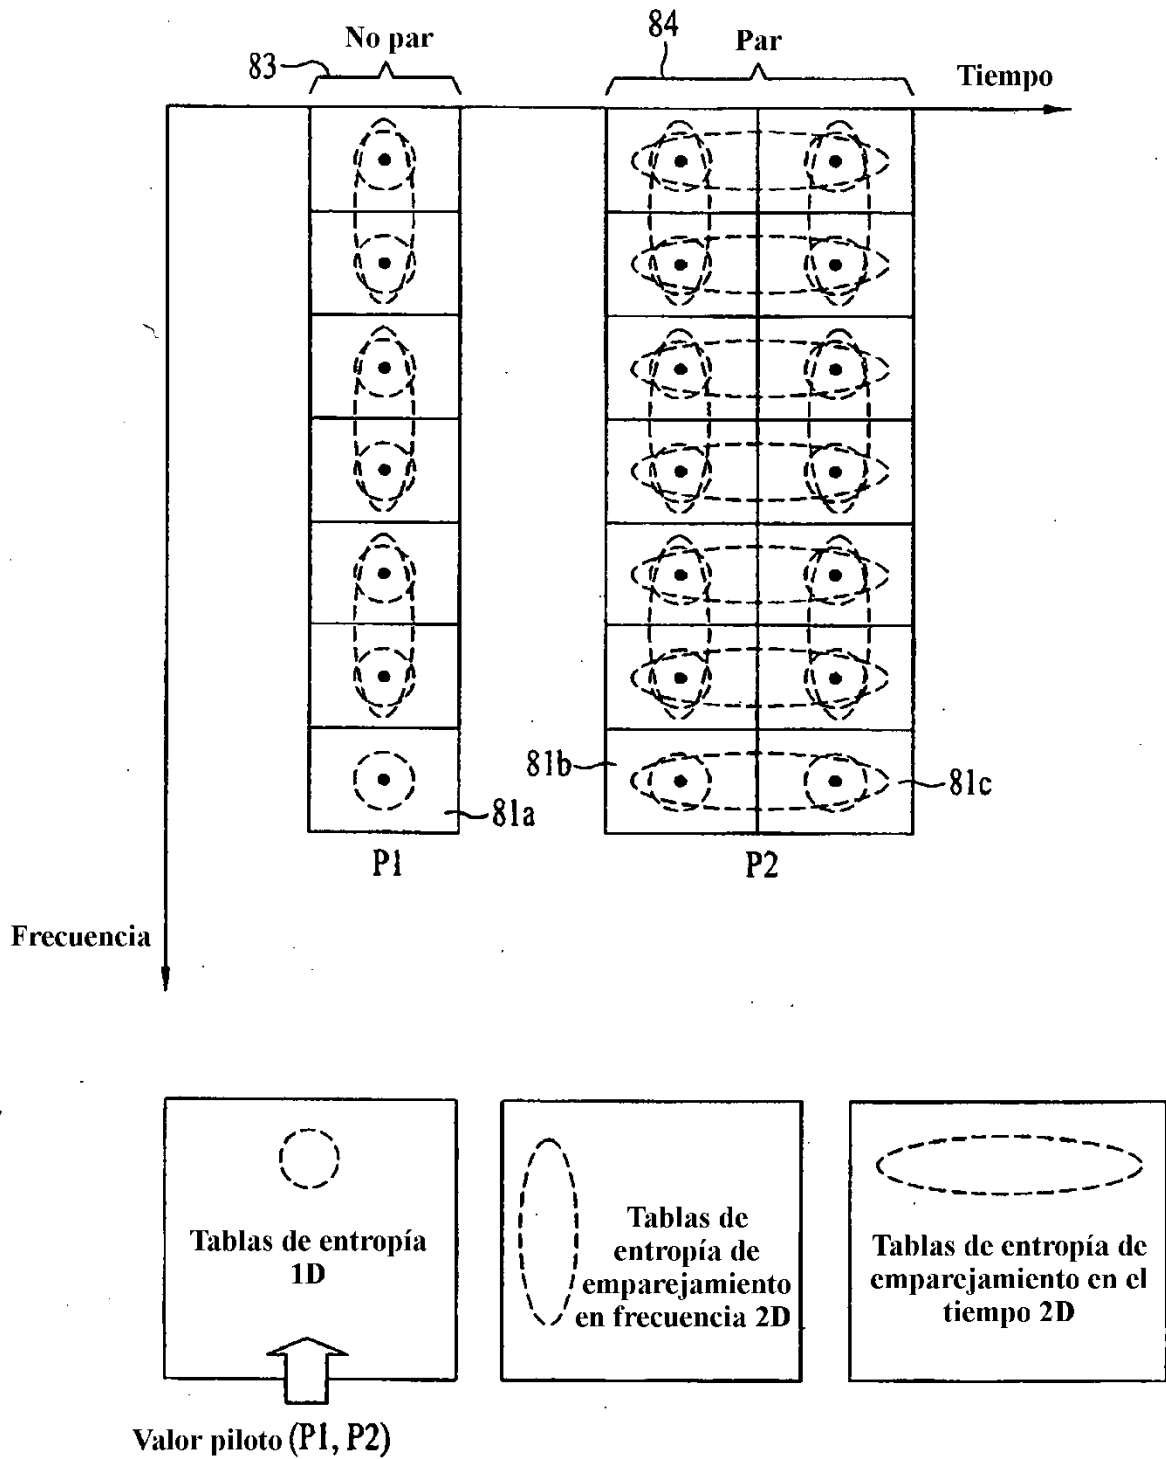 83
No par
84
Par
Tiempo
81b
81c
81a
P1
P2
Frecuencia
Tablas de entropía
1D
Tablas de
entropía de
emparejamiento
en frecuencia 2D
Tablas de entropía de
emparejamiento en el
tiempo 2D
Valor piloto (P1, P2)